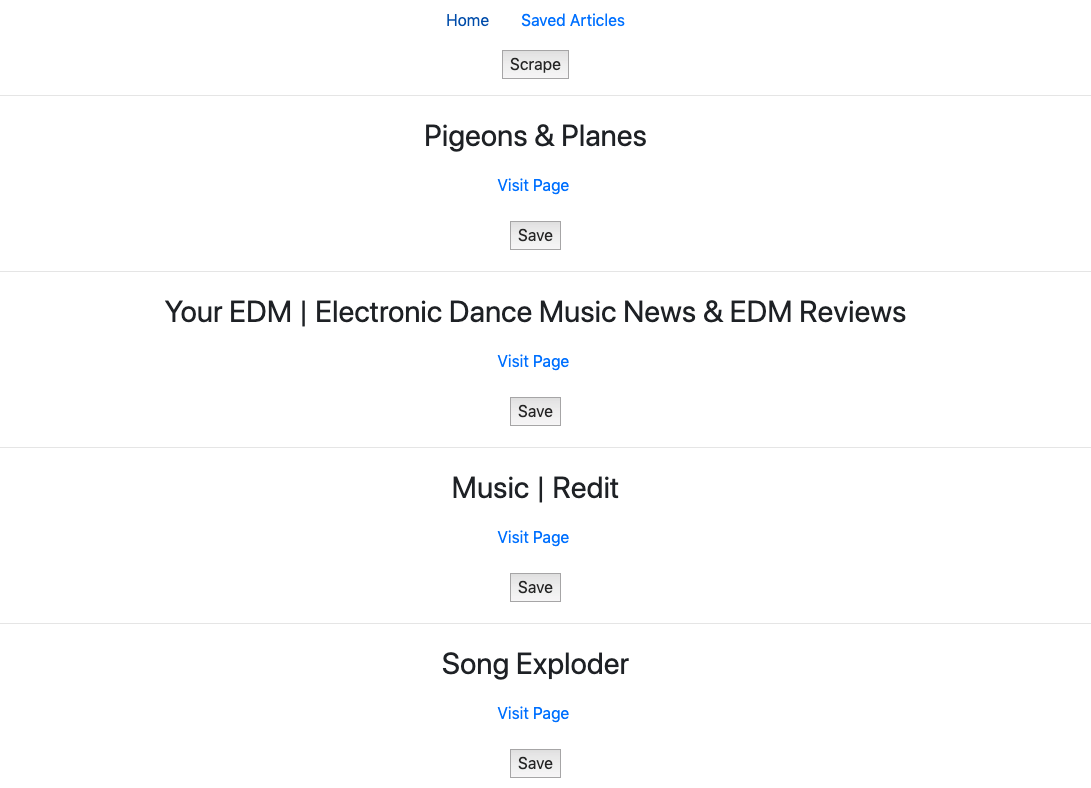 Home Saved Articles
Scrape
Pigeons & Planes
Visit Page
Save
Your EDM | Electronic Dance Music News & EDM Reviews
Visit Page
Save
Music | Redit
Visit Page
Save
Song Exploder
Visit Page
Save